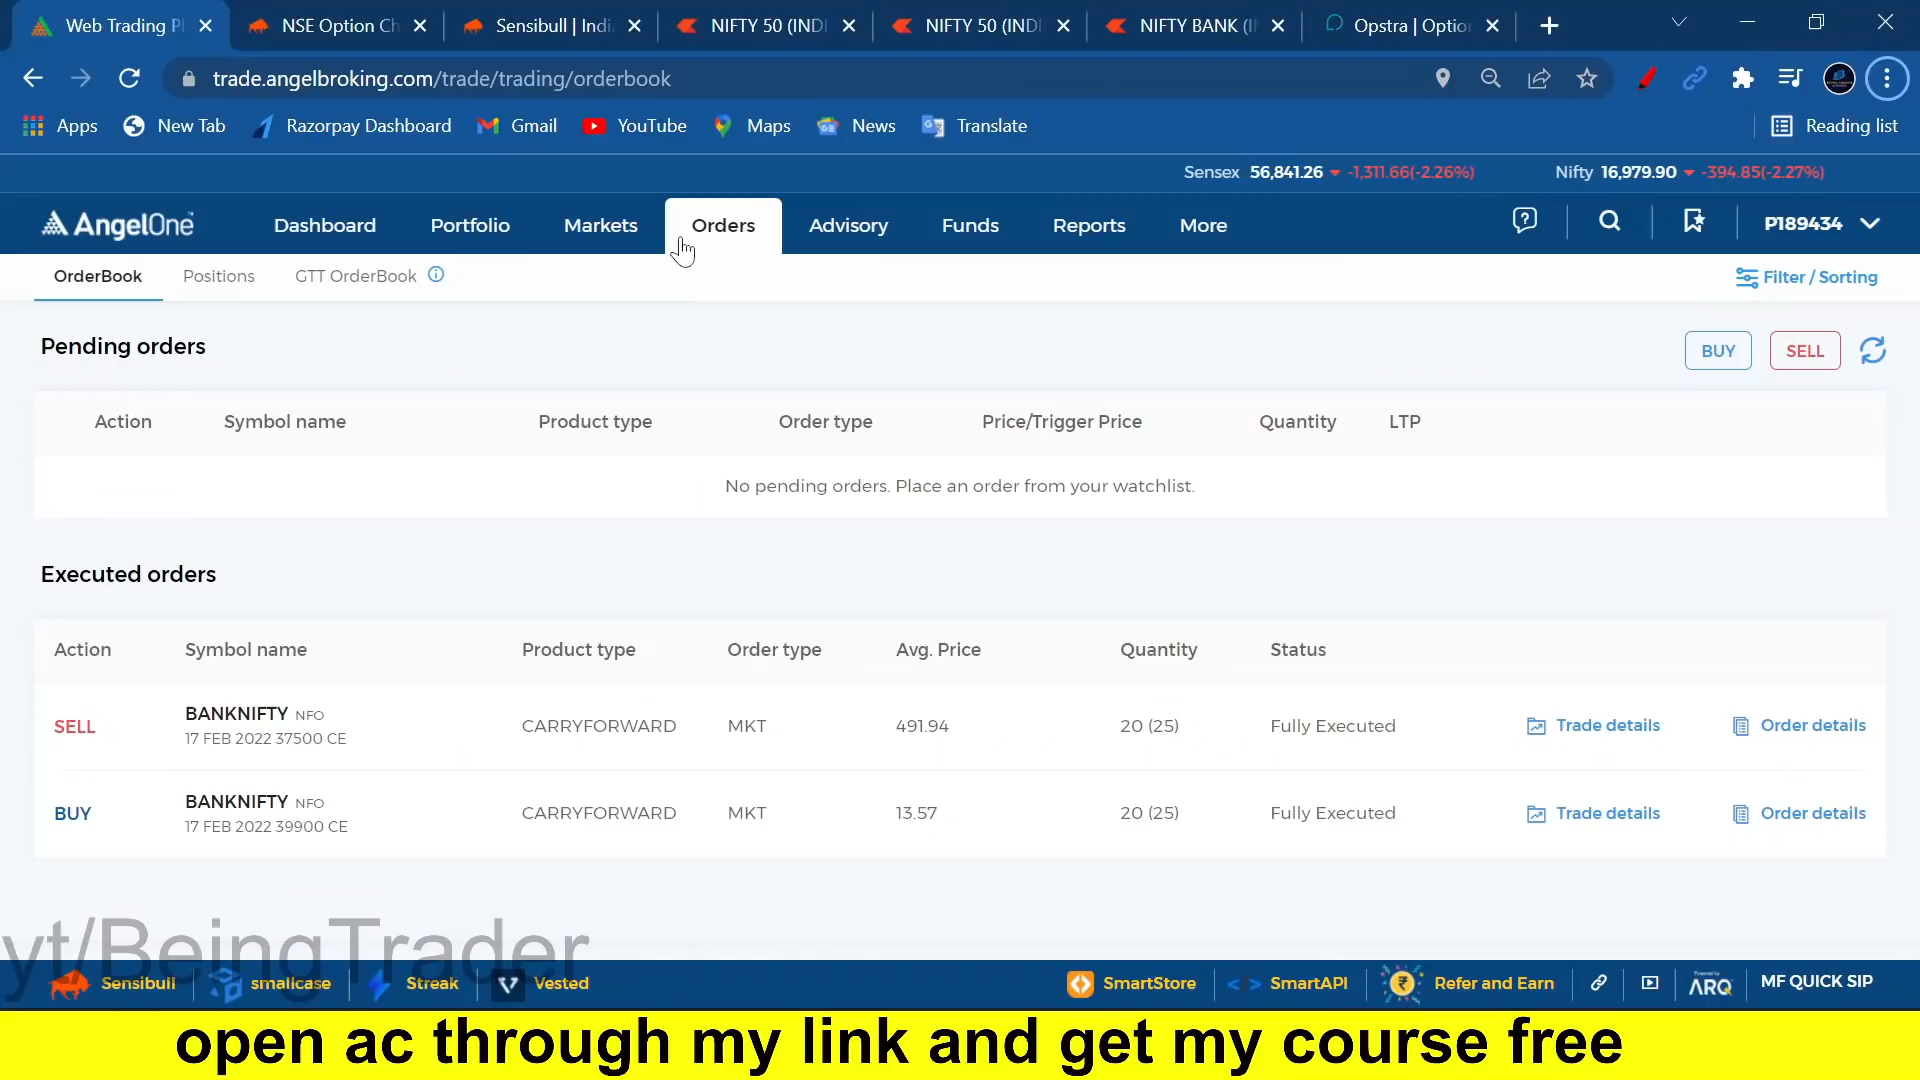 Web Trading Pl
NSE Option Ch
Sensibull | India
NIFTY 50 (INDI
NIFTY 50 (INDI
NIFTY BANK (IN
Opstra | Option
trade.angelbroking.com/trade/trading/orderbook
Apps New Tab Razorpay Dashboard Gmail YouTube Maps News Translate Reading list
Sensex 56,841.26 -1,311.66(-2.26%) Nifty 16,979.90 -394.85(-2.27%)
AngelOne Dashboard Portfolio Markets Orders Advisory Funds Reports More P189434
OrderBook Positions GTT OrderBook Filter / Sorting
Pending orders BUY SELL
Action Symbol name Product type Order type Price/Trigger Price Quantity LTP
No pending orders. Place an order from your watchlist.
Executed orders
Action Symbol name Product type Order type Avg. Price Quantity Status
SELL BANKNIFTY NFO CARRYFORWARD MKT 491.94 20 (25) Fully Executed Trade details Order details
17 FEB 2022 37500 CE
BUY BANKNIFTY NFO CARRYFORWARD MKT 13.57 20 (25) Fully Executed Trade details Order details
17 FEB 2022 39900 CE
yt/BeingTrader
Sensibull smallcase Streak Vested SmartStore SmartAPI Refer and Earn Powered by ARQ MF QUICK SIP
open ac through my link and get my course free